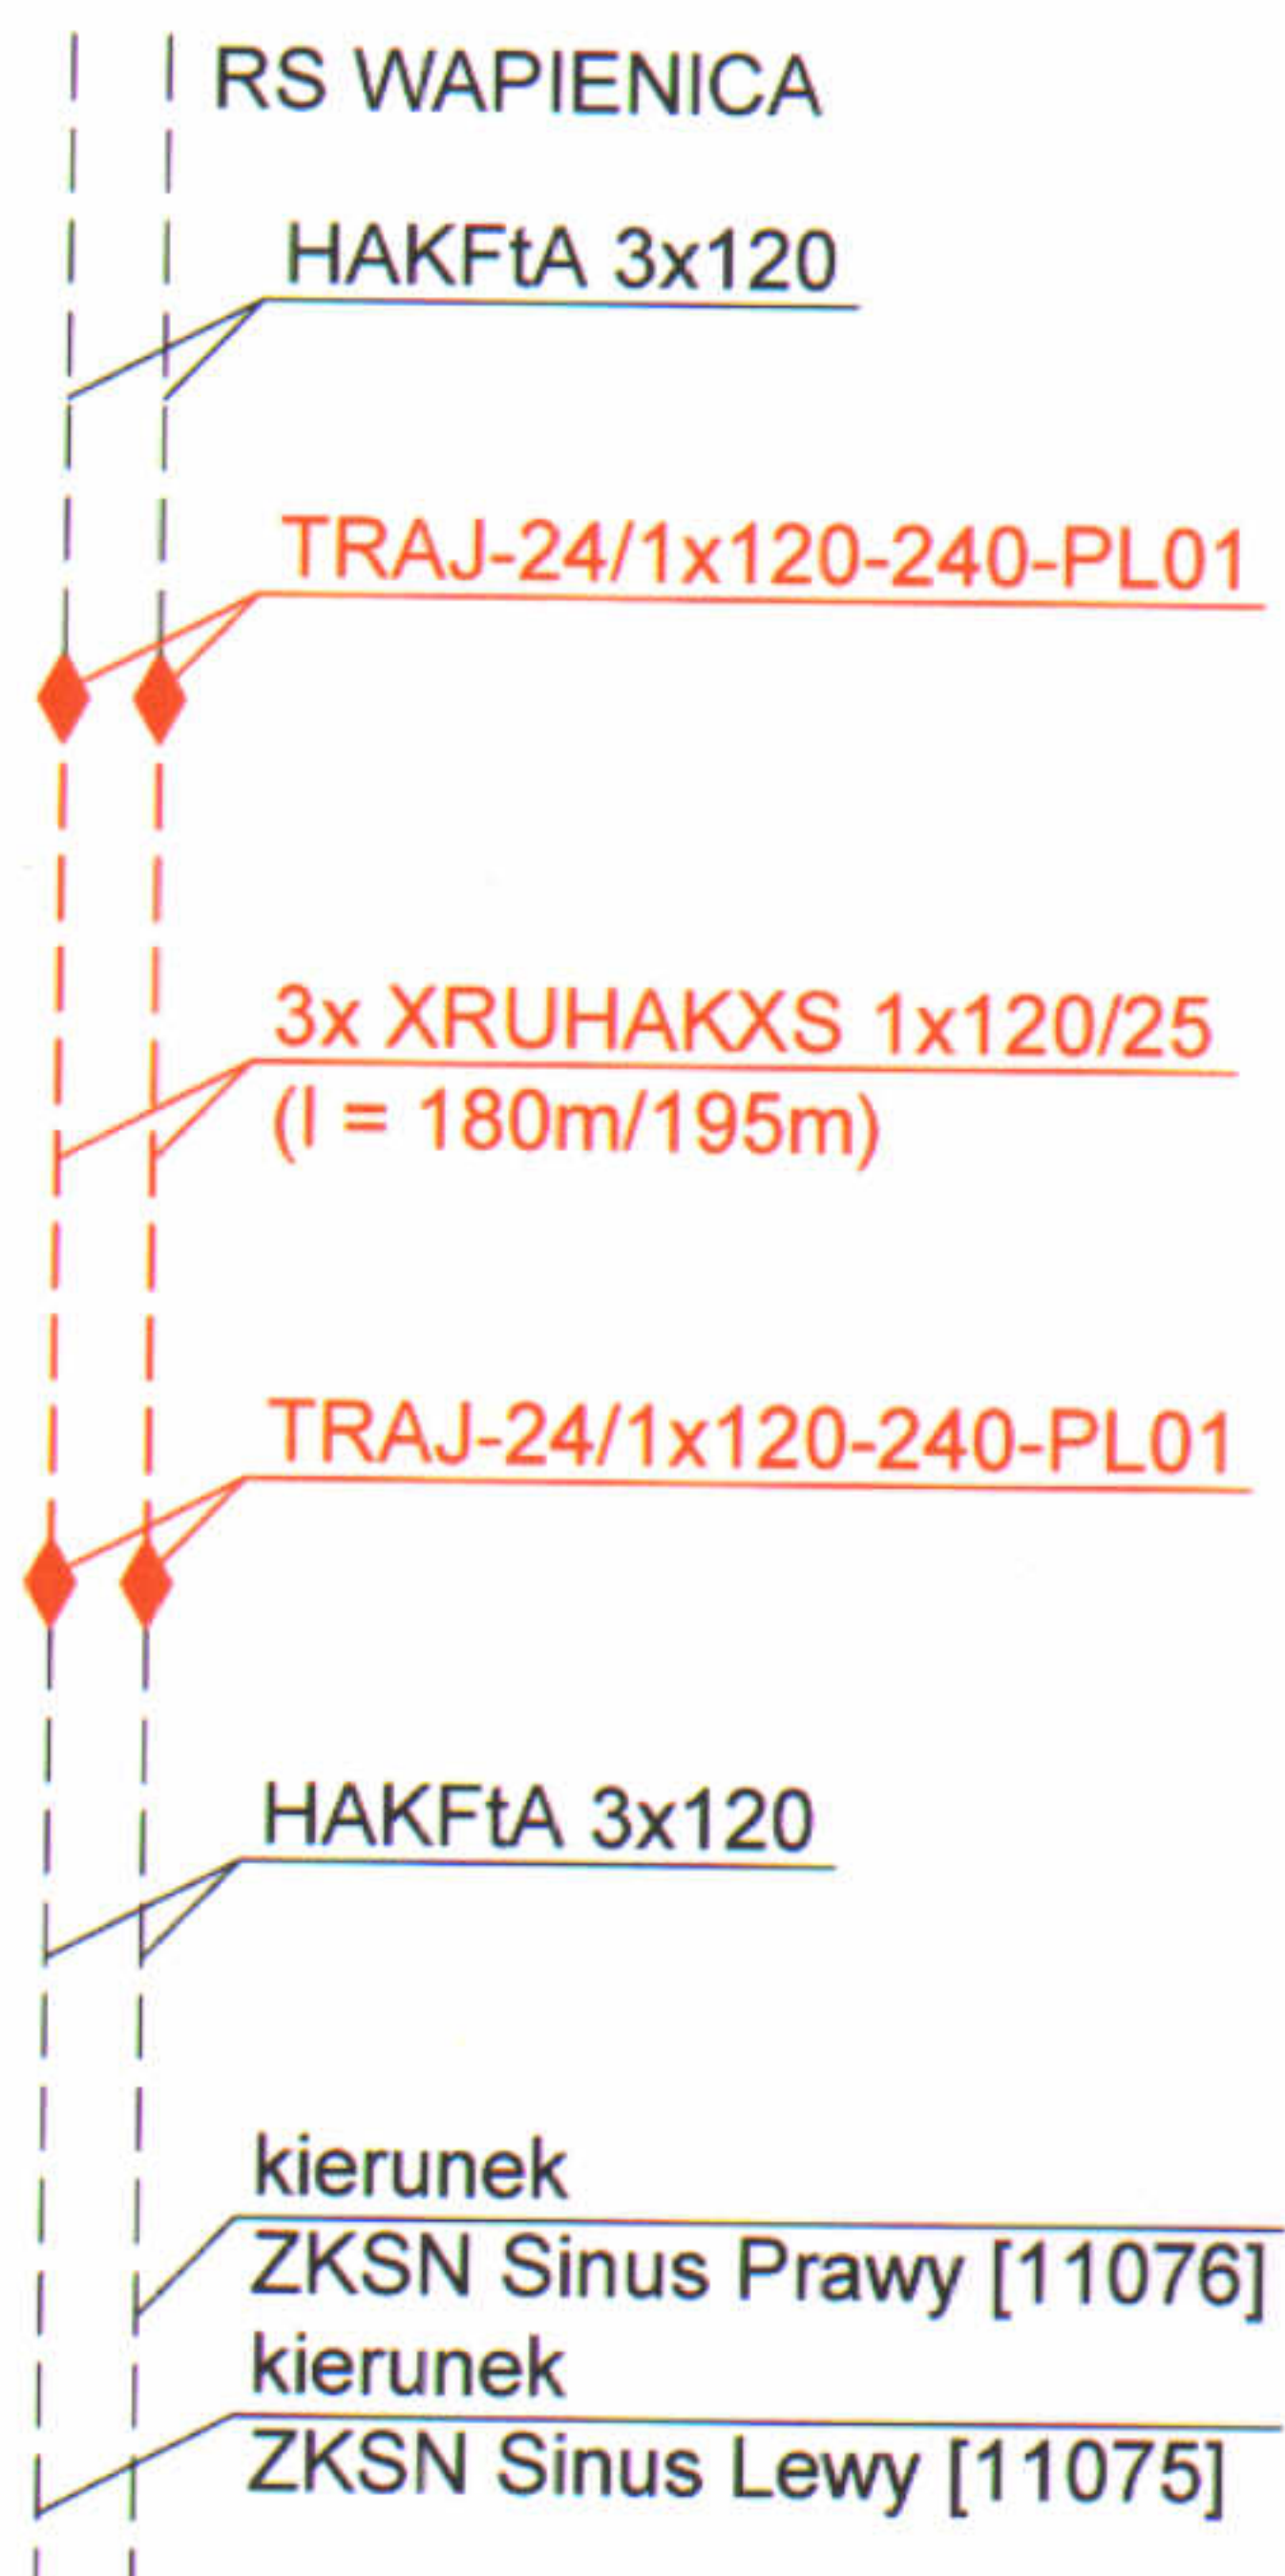 RS WAPIENICA
HAKFtA 3x120
TRAJ-24/1x120-240-PL01
3x XRUHAKXS 1x120/25
(l = 180m/195m)
TRAJ-24/1x120-240-PL01
HAKFtA 3x120
kierunek
ZKSN Sinus Prawy [11076]
kierunek
ZKSN Sinus Lewy [11075]